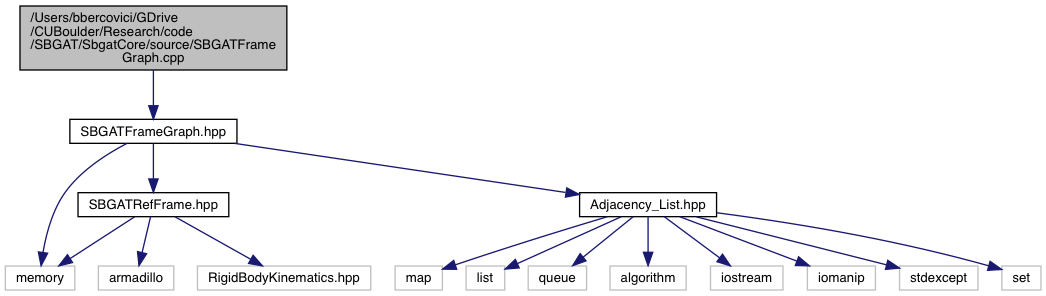 /Users/bbercovici/GDrive
/CUBoulder/Research/code
/SBGAT/SbgatCore/source/SBGATFrame
Graph.cpp
SBGATFrameGraph.hpp
SBGATRefFrame.hpp
Adjacency_List.hpp
memory
armadillo
RigidBodyKinematics.hpp
map
list
queue
algorithm
iostream
iomanip
stdexcept
set